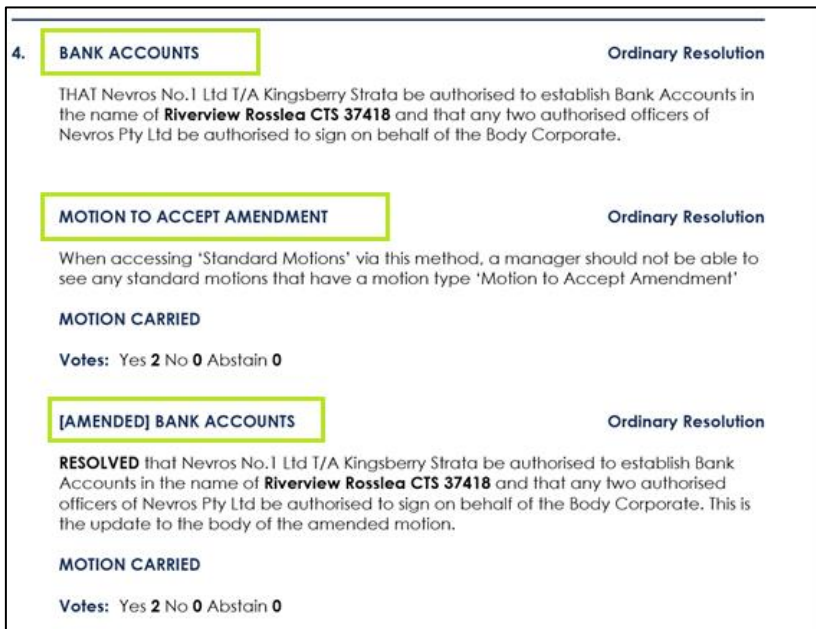 4. BANK ACCOUNTS Ordinary Resolution
THAT Nevros No.1 Ltd T/A Kingsberry Strata be authorised to establish Bank Accounts in
the name of Riverview Rosslea CTS 37418 and that any two authorised officers of
Nevros Pty Ltd be authorised to sign on behalf of the Body Corporate.
MOTION TO ACCEPT AMENDMENT Ordinary Resolution
When accessing ‘Standard Motions’ via this method, a manager should not be able to
see any standard motions that have a motion type ‘Motion to Accept Amendment’
MOTION CARRIED
Votes: Yes 2 No 0 Abstain 0
[AMENDED] BANK ACCOUNTS Ordinary Resolution
RESOLVED that Nevros No.1 Ltd T/A Kingsberry Strata be authorised to establish Bank
Accounts in the name of Riverview Rosslea CTS 37418 and that any two authorised
officers of Nevros Pty Ltd be authorised to sign on behalf of the Body Corporate. This is
the update to the body of the amended motion.
MOTION CARRIED
Votes: Yes 2 No 0 Abstain 0